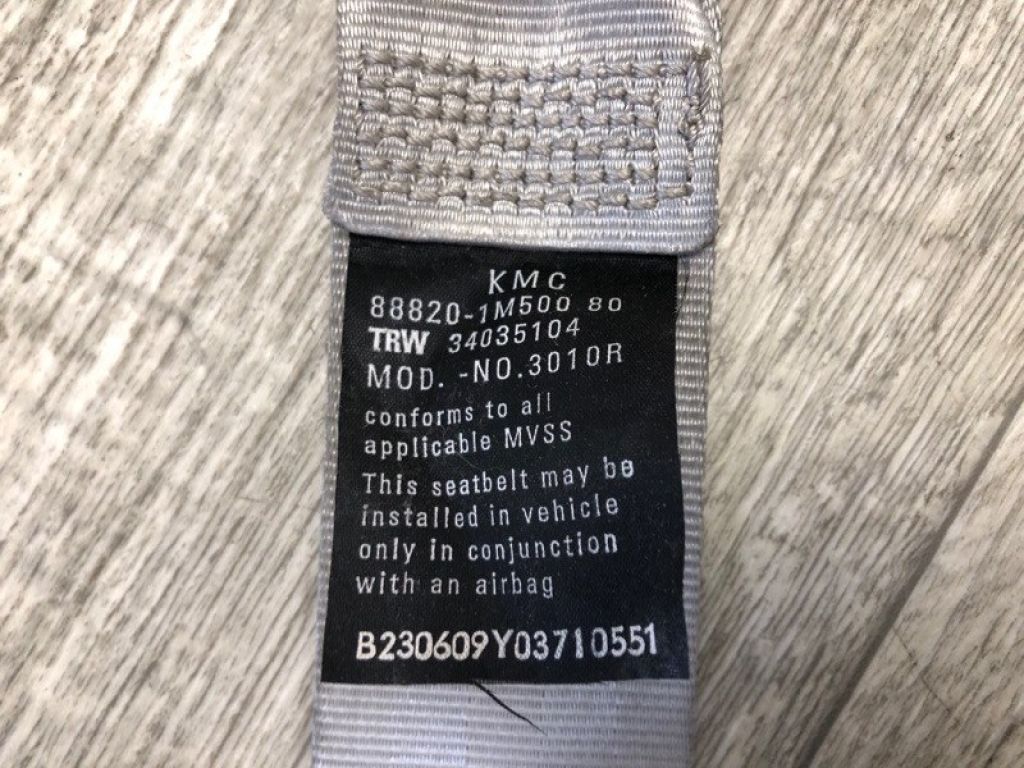 KMC
88820-1M500 80
TRW 34035104
MOD. -NO.3010R
conforms to all
applicable MVSS
This seatbelt may be
installed in vehicle
only in conjunction
with an airbag
B230609Y03710551